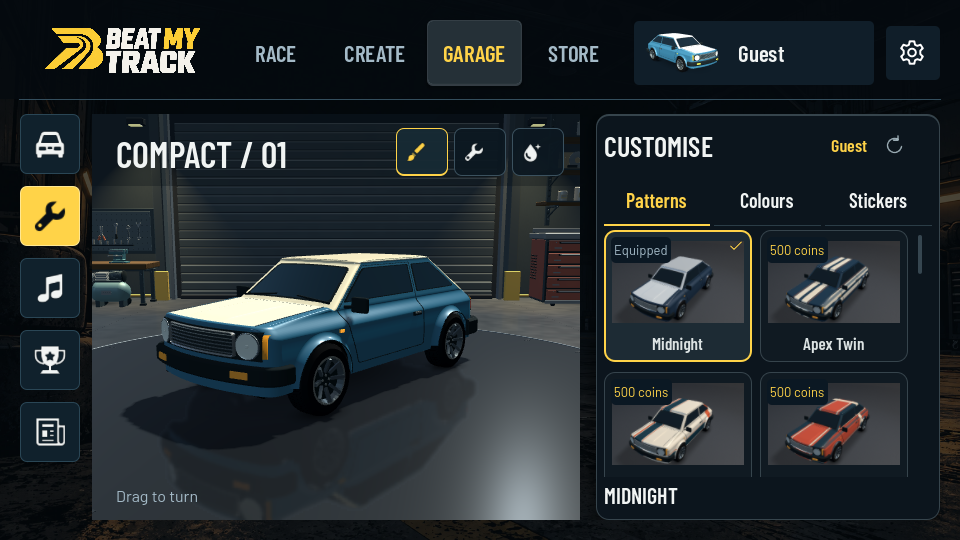 BEAT MY
TRACK
RACE
CREATE
GARAGE
STORE
Guest
COMPACT / 01
Drag to turn
CUSTOMISE
Guest
Patterns
Colours
Stickers
Equipped
Midnight
500 coins
Apex Twin
500 coins
500 coins
MIDNIGHT